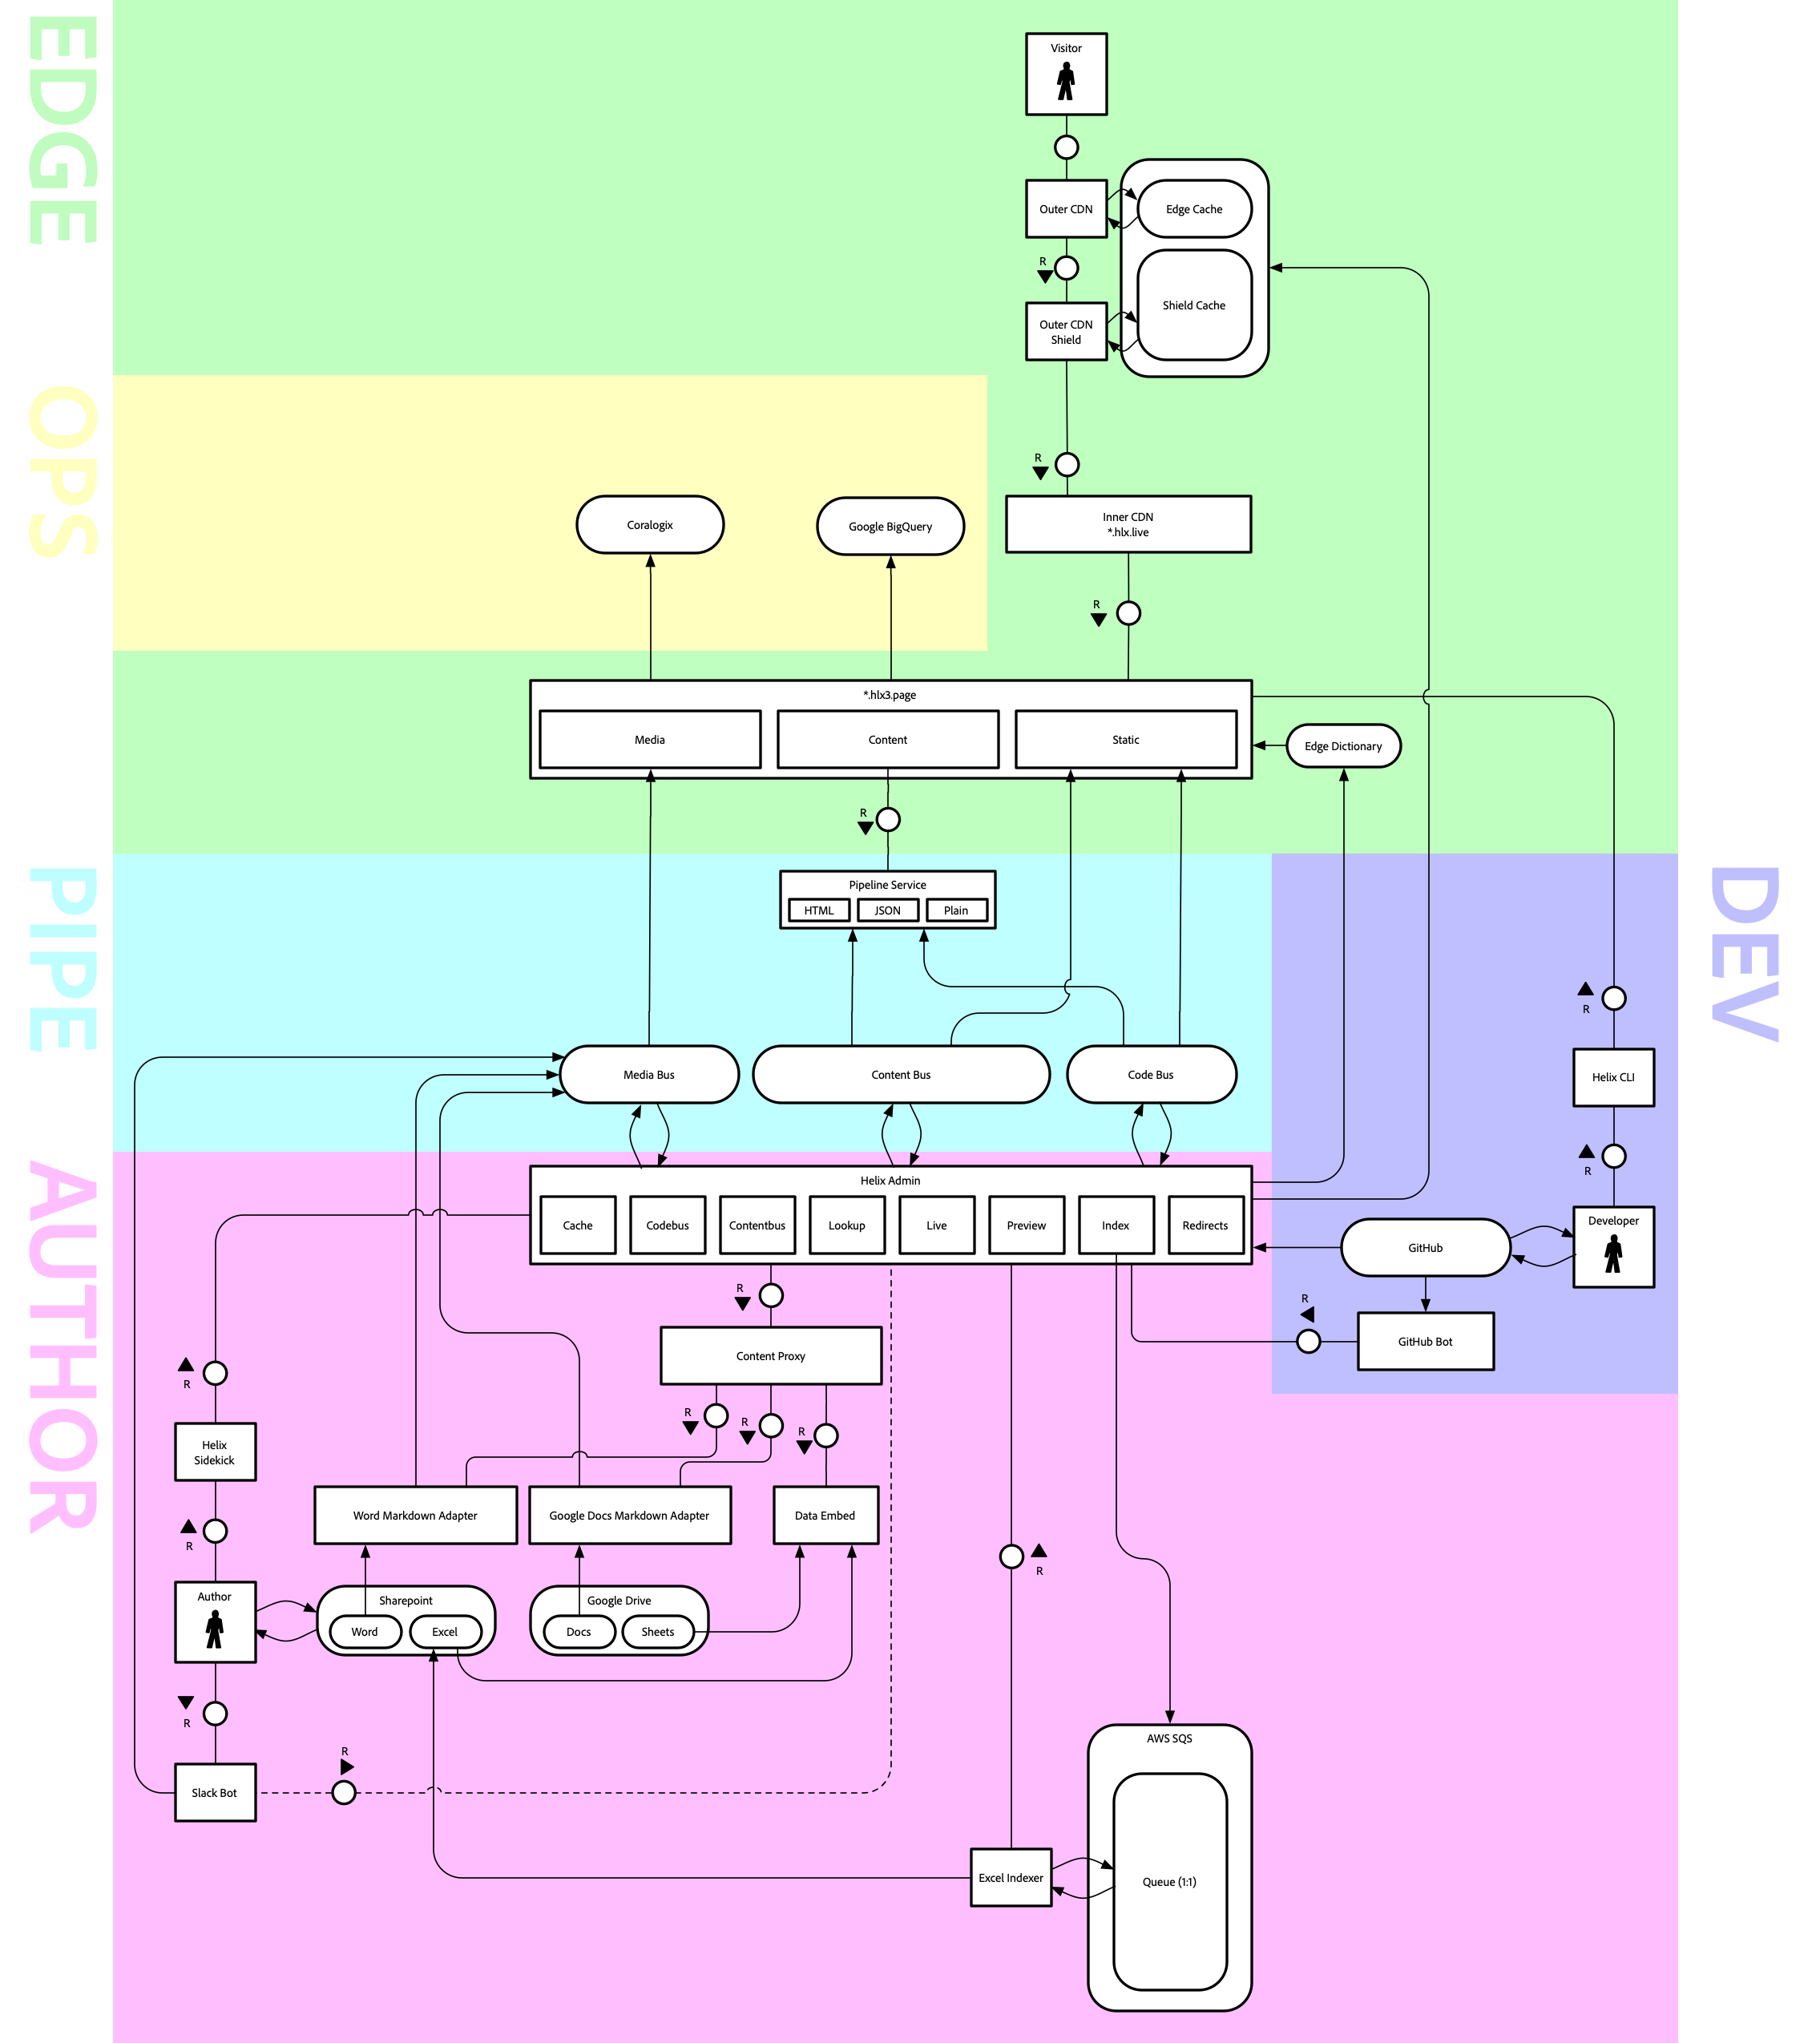 EDGE
Visitor
Outer CDN
Edge Cache
R
Shield Cache
Outer CDN
Shield
OPS
R
Coralogix
Google BigQuery
Inner CDN
*.hlx.live
R
*.hlx3.page
Media
Content
Static
Edge Dictionary
R
PIPE
DEV
Pipeline Service
HTML
JSON
Plain
R
Media Bus
Content Bus
Code Bus
Helix CLI
R
AUTHOR
Helix Admin
Cache
Codebus
Contentbus
Lookup
Live
Preview
Index
Redirects
Developer
GitHub
R
R
GitHub Bot
Content Proxy
R
R
R
R
Helix
Sidekick
Word Markdown Adapter
Google Docs Markdown Adapter
Data Embed
R
R
Author
Sharepoint
Word
Excel
Google Drive
Docs
Sheets
R
AWS SQS
R
Slack Bot
Excel Indexer
Queue (1:1)